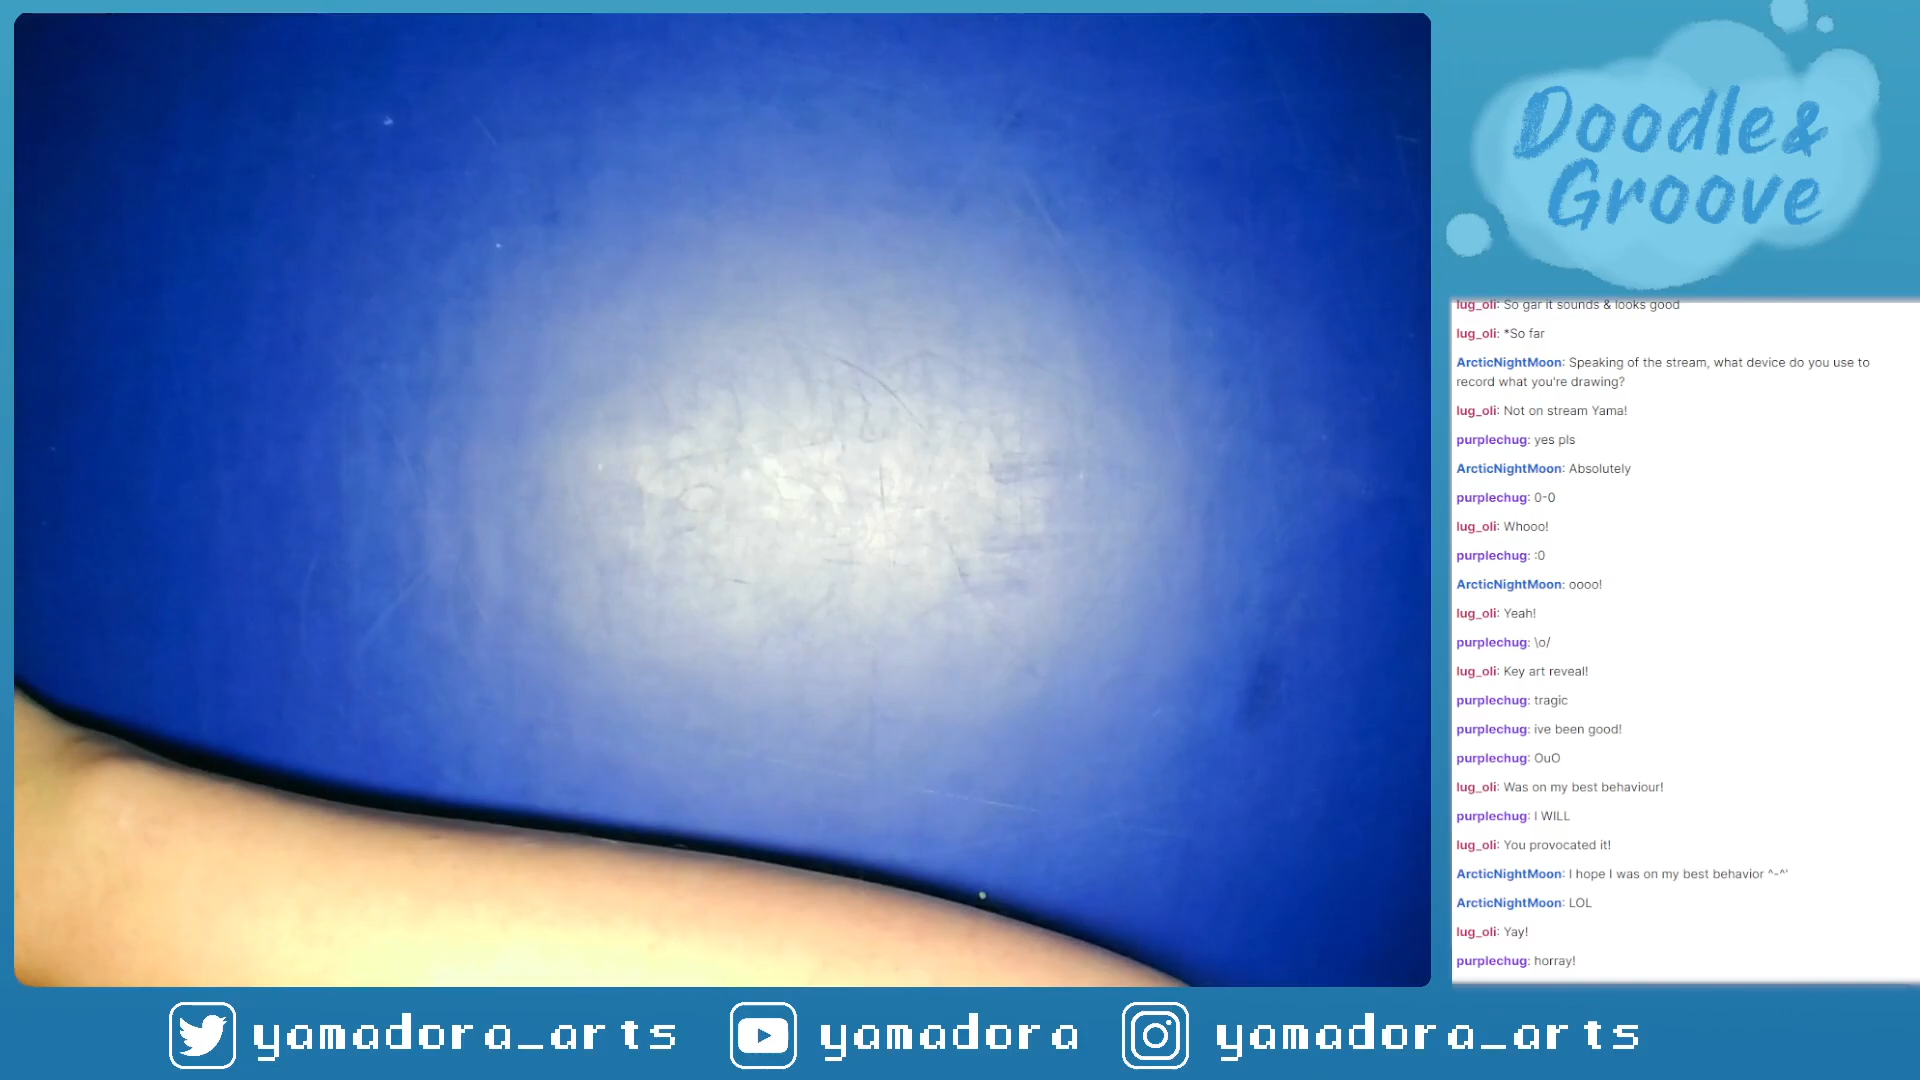 Doodle&
Groove
lug_oli: So gar it sounds & looks good
lug_oli: *So far
ArcticNightMoon: Speaking of the stream, what device do you use to
record what you're drawing?
lug_oli: Not on stream Yama!
purplechug: yes pls
ArcticNightMoon: Absolutely
purplechug: 0-0
lug_oli: Whooo!
purplechug: :0
ArcticNightMoon: oooo!
lug_oli: Yeah!
purplechug: \o/
lug_oli: Key art reveal!
purplechug: tragic
purplechug: ive been good!
purplechug: OuO
lug_oli: Was on my best behaviour!
purplechug: I WILL
lug_oli: You provocated it!
ArcticNightMoon: I hope I was on my best behavior ^-^'
ArcticNightMoon: LOL
lug_oli: Yay!
purplechug: horray!
yamadora_arts yamadora yamadora_arts